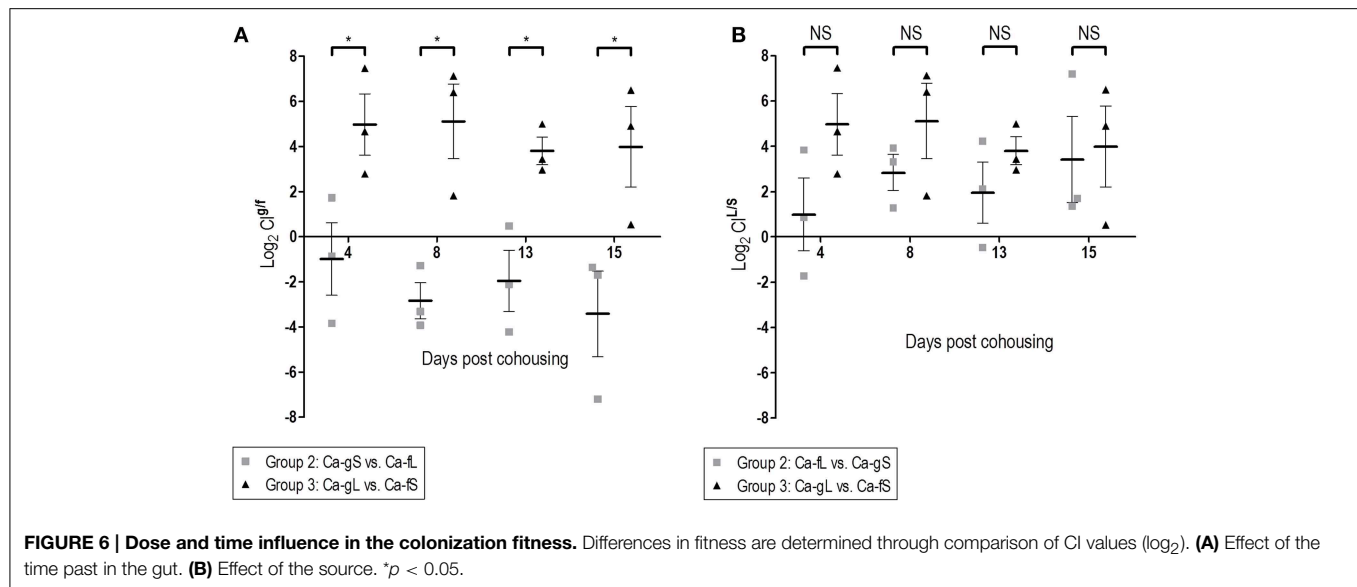 A
B
* * * *
NS NS NS NS
8
6
4
2
0
-2
-4
-6
-8
Log₂ CI^g/f
4 8 13 15
Days post cohousing
8
6
4
2
0
-2
-4
-6
-8
Log₂ CI^L/s
4 8 13 15
Days post cohousing
Group 2: Ca-gS vs. Ca-fL
Group 3: Ca-gL vs. Ca-fS
Group 2: Ca-fL vs. Ca-gS
Group 3: Ca-gL vs. Ca-fS
FIGURE 6 | Dose and time influence in the colonization fitness. Differences in fitness are determined through comparison of CI values (log₂). (A) Effect of the
time past in the gut. (B) Effect of the source. *p < 0.05.